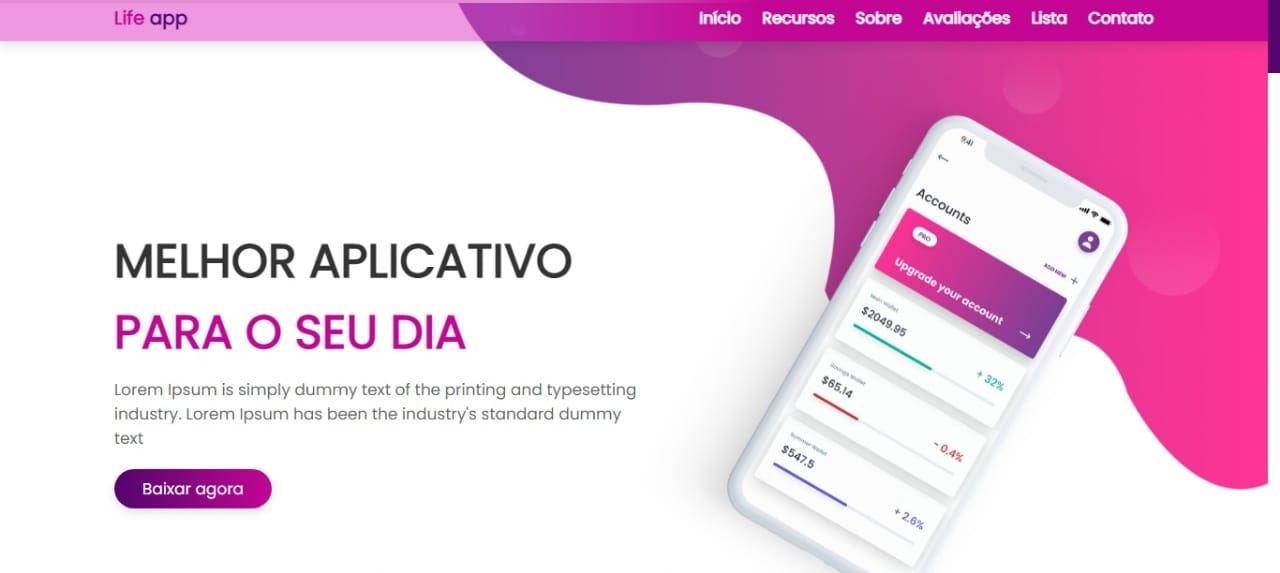 Life app
Início Recursos Sobre Avaliações Lista Contato
MELHOR APLICATIVO
PARA O SEU DIA
Lorem Ipsum is simply dummy text of the printing and typesetting
industry. Lorem Ipsum has been the industry's standard dummy
text
Baixar agora
9:41
Accounts
PRO
Upgrade your account
ADD NEW
Main Wallet
$2049.95
+ 32%
Savings Wallet
$65.14
- 0.4%
Summer Wallet
$547.5
+ 2.6%